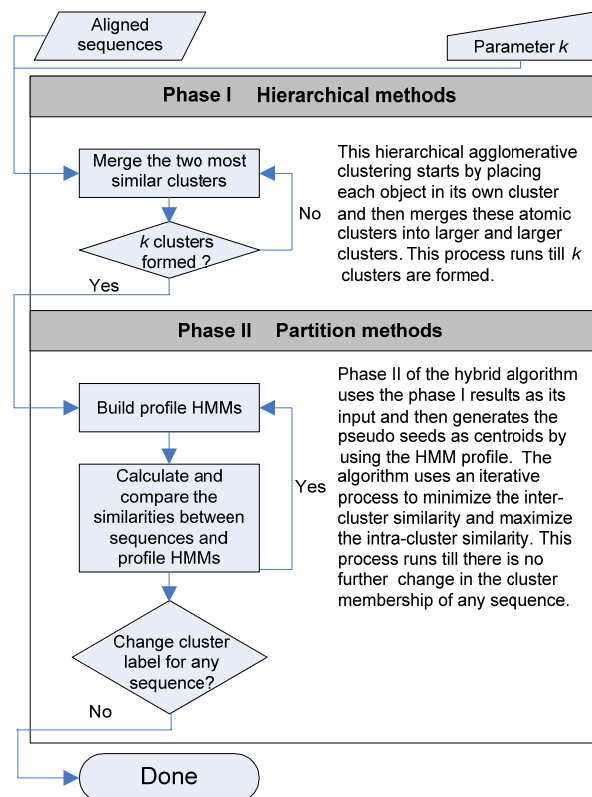 Aligned
sequences
Parameter k
Phase I Hierarchical methods
Merge the two most
similar clusters
No
k clusters
formed ?
Yes
This hierarchical agglomerative
clustering starts by placing
each object in its own cluster
and then merges these atomic
clusters into larger and larger
clusters. This process runs till k
clusters are formed.
Phase II Partition methods
Build profile HMMs
Calculate and
compare the
similarities between
sequences and
profile HMMs
Yes
Change cluster
label for any
sequence?
No
Phase II of the hybrid algorithm
uses the phase I results as its
input and then generates the
pseudo seeds as centroids by
using the HMM profile. The
algorithm uses an iterative
process to minimize the inter-
cluster similarity and maximize
the intra-cluster similarity. This
process runs till there is no
further change in the cluster
membership of any sequence.
Done